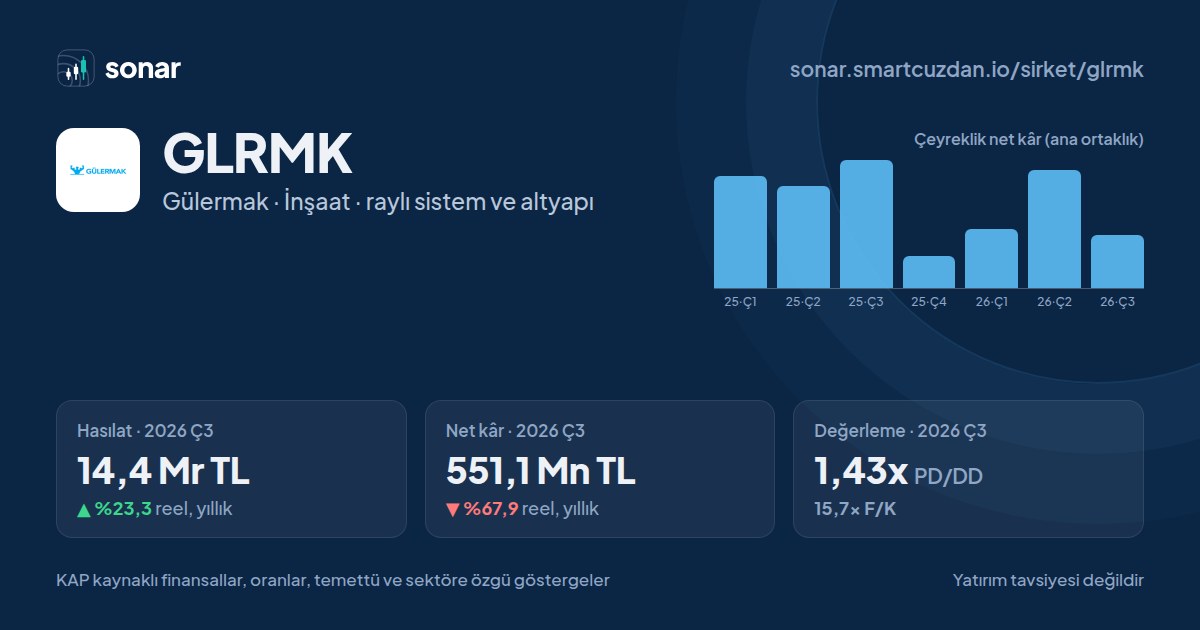 sonar
sonar.smartcuzdan.io/sirket/glrmk
GÜLERMAK
GLRMK
Gülermak · İnşaat · raylı sistem ve altyapı
Çeyreklik net kâr (ana ortaklık)
25·Ç1 25·Ç2 25·Ç3 25·Ç4 26·Ç1 26·Ç2 26·Ç3
Hasılat · 2026 Ç3
14,4 Mr TL
▲ %23,3 reel, yıllık
Net kâr · 2026 Ç3
551,1 Mn TL
▼ %67,9 reel, yıllık
Değerleme · 2026 Ç3
1,43x PD/DD
15,7x F/K
KAP kaynaklı finansallar, oranlar, temettü ve sektöre özgü göstergeler
Yatırım tavsiyesi değildir